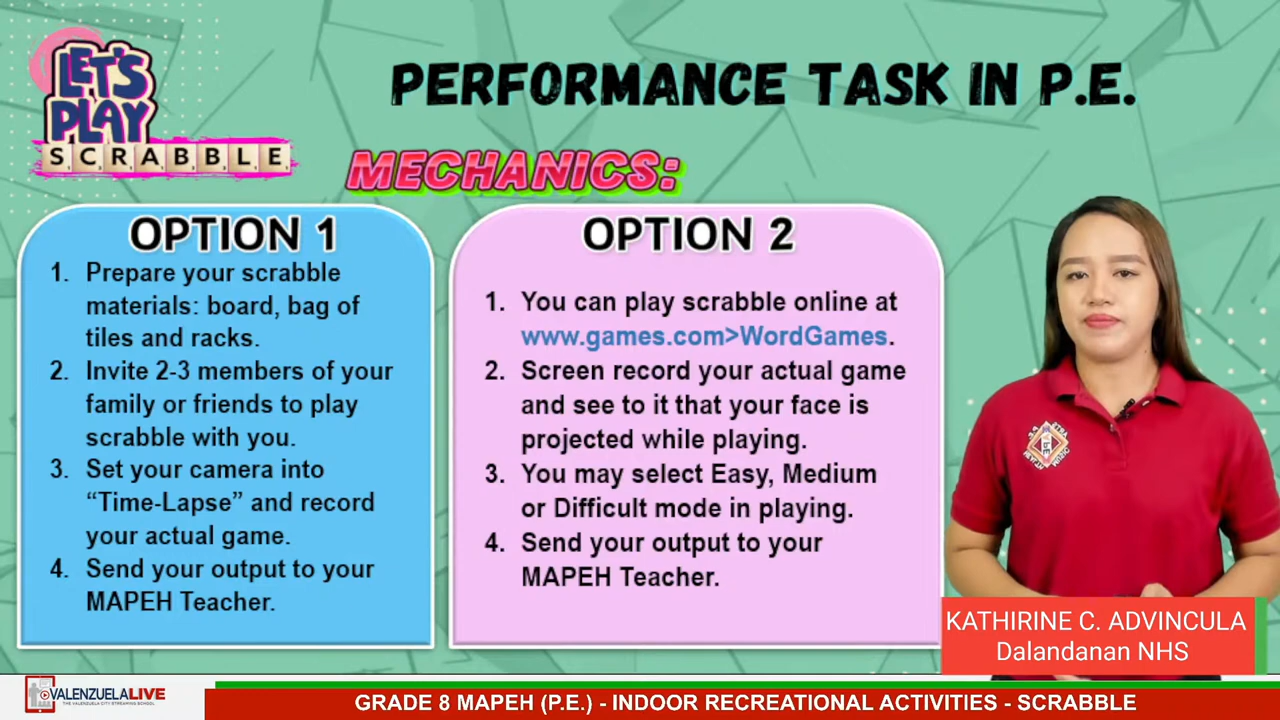 LET'S
PLAY
SCRABBLE
PERFORMANCE TASK IN P.E.
MECHANICS:
OPTION 1
1. Prepare your scrabble
materials: board, bag of
tiles and racks.
2. Invite 2-3 members of your
family or friends to play
scrabble with you.
3. Set your camera into
“Time-Lapse” and record
your actual game.
4. Send your output to your
MAPEH Teacher.
OPTION 2
1. You can play scrabble online at
www.games.com>WordGames.
2. Screen record your actual game
and see to it that your face is
projected while playing.
3. You may select Easy, Medium
or Difficult mode in playing.
4. Send your output to your
MAPEH Teacher.
KATHIRINE C. ADVINCULA
Dalandanan NHS
VALENZUELALIVE
THE VALENZUELA CITY STREAMING SCHOOL
GRADE 8 MAPEH (P.E.) - INDOOR RECREATIONAL ACTIVITIES - SCRABBLE